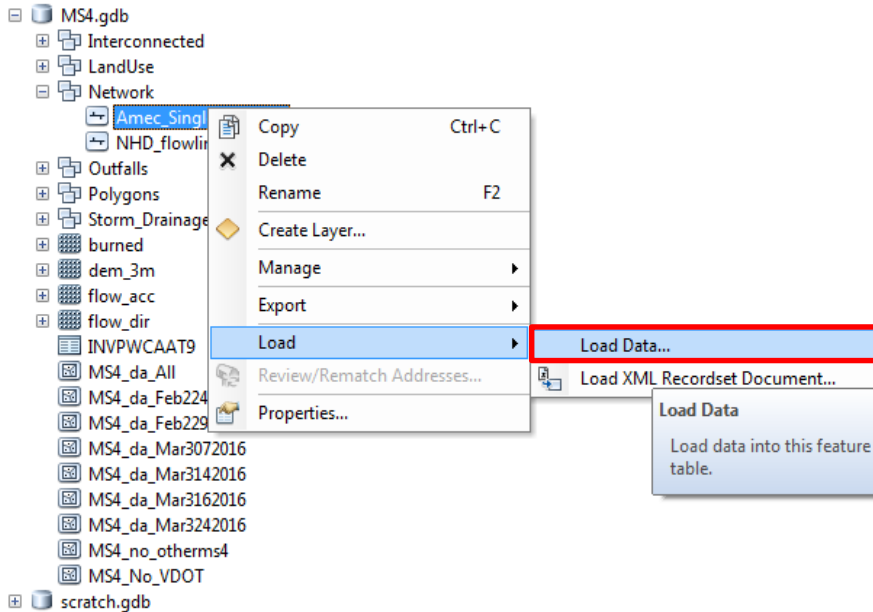 MS4.gdb
Interconnected
LandUse
Network
Amec_Singl
NHD_flowlin
Outfalls
Polygons
Storm_Drainage
burned
dem_3m
flow_acc
flow_dir
INVPWCAAT9
MS4_da_All
MS4_da_Feb224
MS4_da_Feb229
MS4_da_Mar3072016
MS4_da_Mar3142016
MS4_da_Mar3162016
MS4_da_Mar3242016
MS4_no_otherms4
MS4_No_VDOT
scratch.gdb
Copy Ctrl+C
Delete
Rename F2
Create Layer...
Manage
Export
Load
Review/Rematch Addresses...
Properties...
Load Data...
Load XML Recordset Document...
Load Data
Load data into this feature
table.